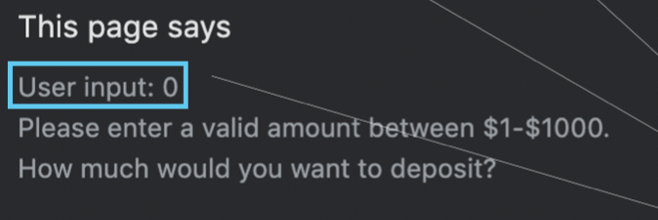 This page says
User input: 0
Please enter a valid amount between $1-$1000.
How much would you want to deposit?